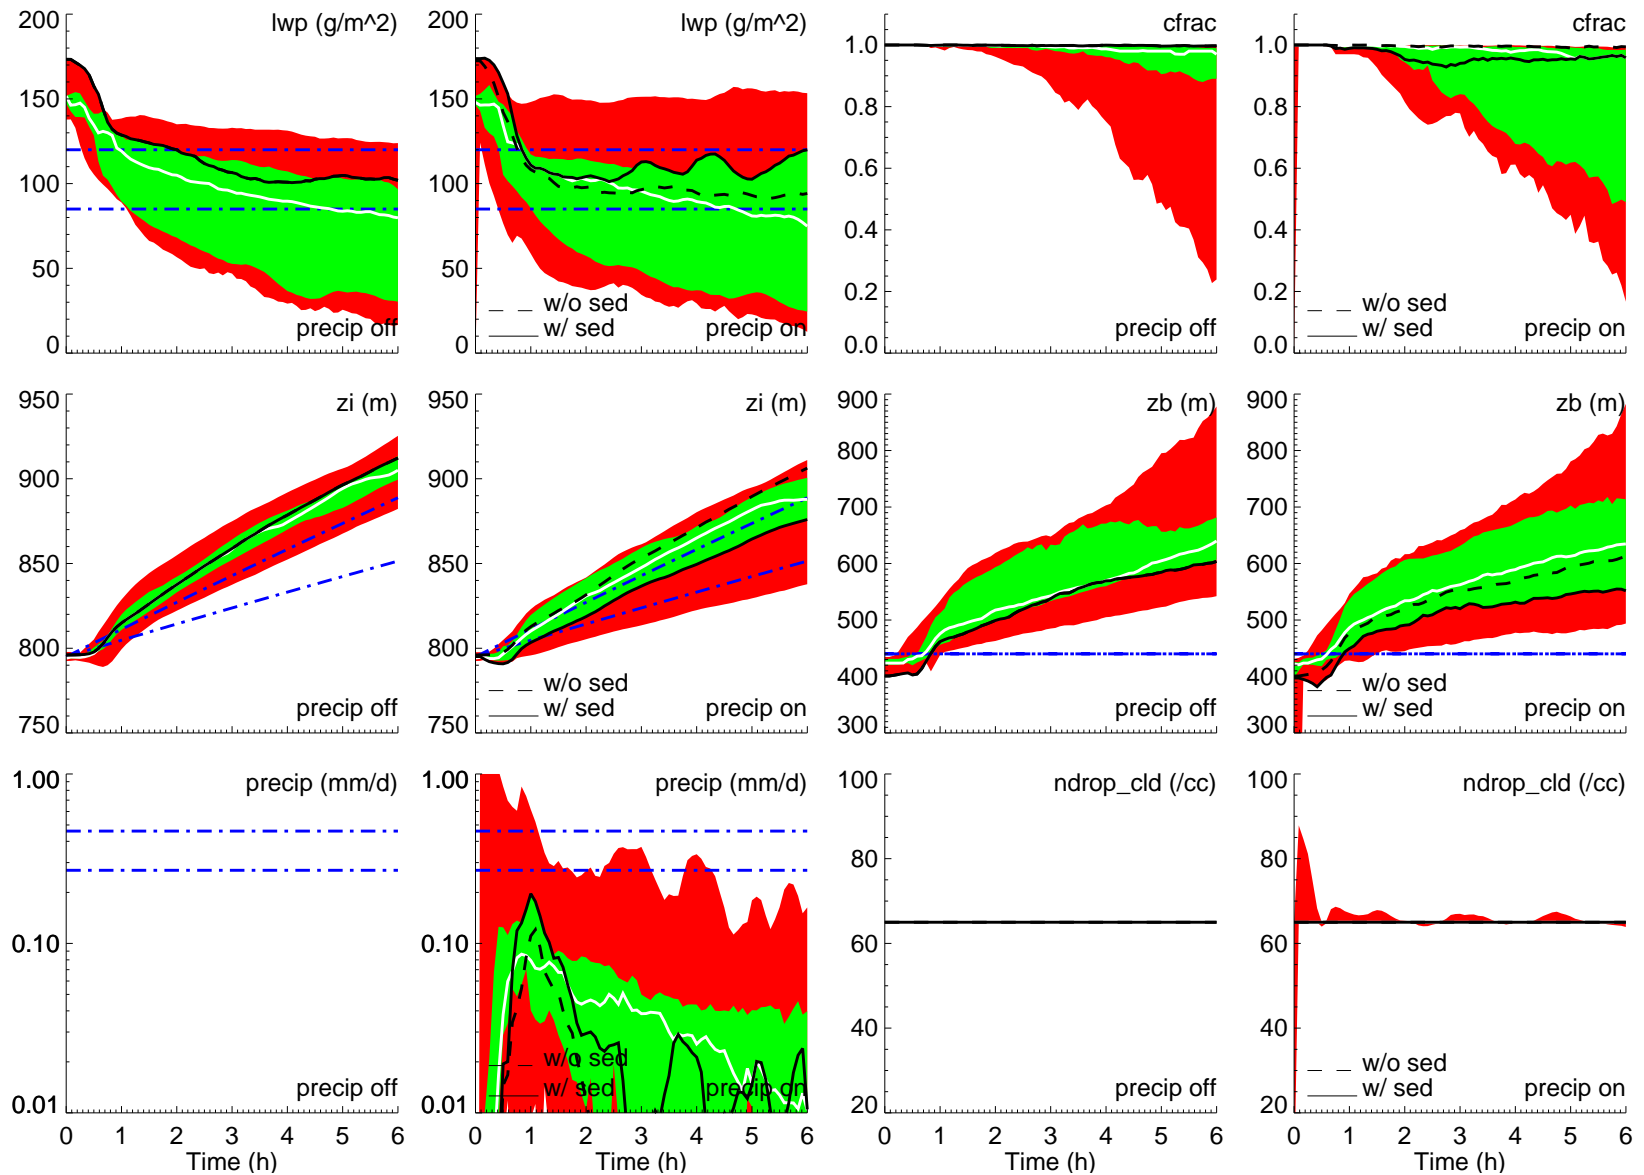 lwp (g/m^2)
200
150
100
50
0
precip off
lwp (g/m^2)
200
150
100
50
0
w/o sed
w/ sed
precip on
cfrac
1.0
0.8
0.6
0.4
0.2
0.0
precip off
cfrac
1.0
0.8
0.6
0.4
0.2
0.0
w/o sed
w/ sed
precip on
zi (m)
950
900
850
800
750
precip off
zi (m)
950
900
850
800
750
w/o sed
w/ sed
precip on
zb (m)
900
800
700
600
500
400
300
precip off
zb (m)
900
800
700
600
500
400
300
w/o sed
w/ sed
precip on
precip (mm/d)
1.00
0.10
0.01
precip off
0 1 2 3 4 5 6
Time (h)
precip (mm/d)
1.00
0.10
0.01
w/o sed
w/ sed
precip on
0 1 2 3 4 5 6
Time (h)
ndrop_cld (/cc)
100
80
60
40
20
precip off
0 1 2 3 4 5 6
Time (h)
ndrop_cld (/cc)
100
80
60
40
20
w/o sed
w/ sed
precip on
0 1 2 3 4 5 6
Time (h)